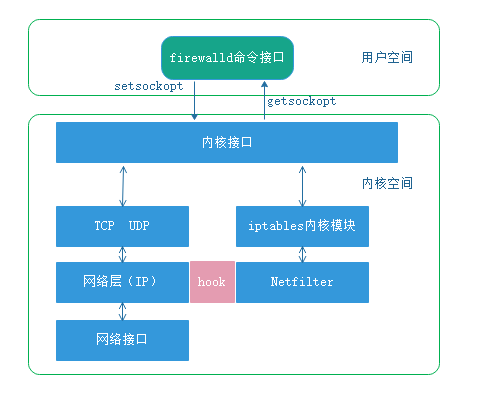 firewalld命令接口
用户空间
setsockopt
getsockopt
内核接口
内核空间
TCP UDP
iptables内核模块
网络层（IP）
hook
Netfilter
网络接口